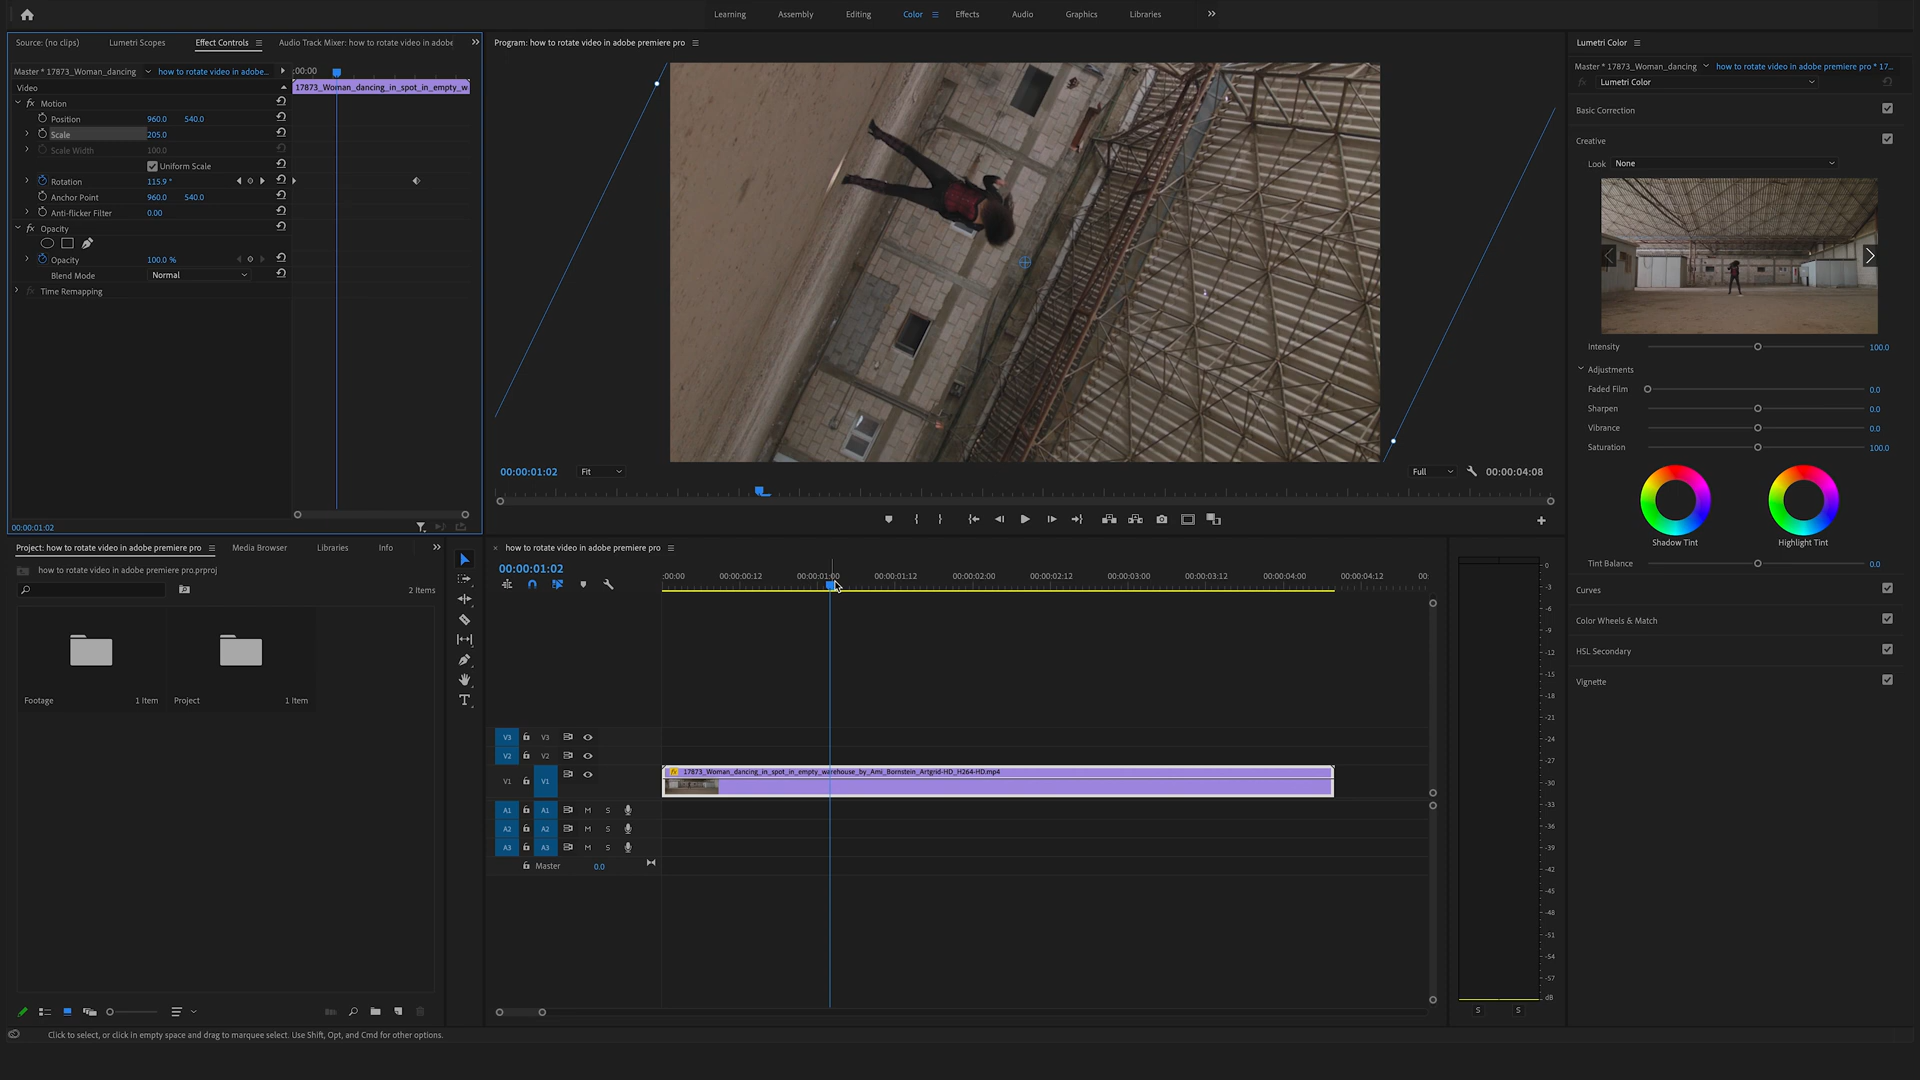 Learning Assembly Editing Color Effects Audio Graphics Libraries
Source: (no clips) Lumetri Scopes Effect Controls Audio Track Mixer: how to rotate video in adobe
Master * 17873_Woman_dancing how to rotate video in adobe...
;00:00
17873_Woman_dancing_in_spot_in_empty_w
Video
fx Motion
Position 960.0 540.0
Scale 205.0
Scale Width 100.0
Uniform Scale
Rotation 115.9 °
Anchor Point 960.0 540.0
Anti-flicker Filter 0.00
fx Opacity
Opacity 100.0 %
Blend Mode Normal
fx Time Remapping
00:00:01:02
Program: how to rotate video in adobe premiere pro
00:00:01:02 Fit Full 00:00:04:08
Lumetri Color
Master * 17873_Woman_dancing how to rotate video in adobe premiere pro * 17...
fx Lumetri Color
Basic Correction
Creative
Look None
Intensity 100.0
Adjustments
Faded Film 0.0
Sharpen 0.0
Vibrance 0.0
Saturation 100.0
Shadow Tint Highlight Tint
Tint Balance 0.0
Curves
Color Wheels & Match
HSL Secondary
Vignette
Project: how to rotate video in adobe premiere pro Media Browser Libraries Info
how to rotate video in adobe premiere pro.prproj
2 Items
Footage 1 Item Project 1 Item
T
how to rotate video in adobe premiere pro
00:00:01:02
:00:00 00:00:00:12 00:00:01:00 00:00:01:12 00:00:02:00 00:00:02:12 00:00:03:00 00:00:03:12 00:00:04:00 00:00:04:12 00:
V3 V3
V2 V2
V1 V1
fx 17873_Woman_dancing_in_spot_in_empty_warehouse_by_Ami_Bornstein_Artgrid-HD_H264-HD.mp4
A1 A1 M S
A2 A2 M S
A3 A3 M S
Master 0.0
0
-3
-6
-9
-12
-15
-18
-21
-24
-27
-30
-33
-36
-39
-42
-45
-48
-51
-54
-57
dB
S S
Click to select, or click in empty space and drag to marquee select. Use Shift, Opt, and Cmd for other options.